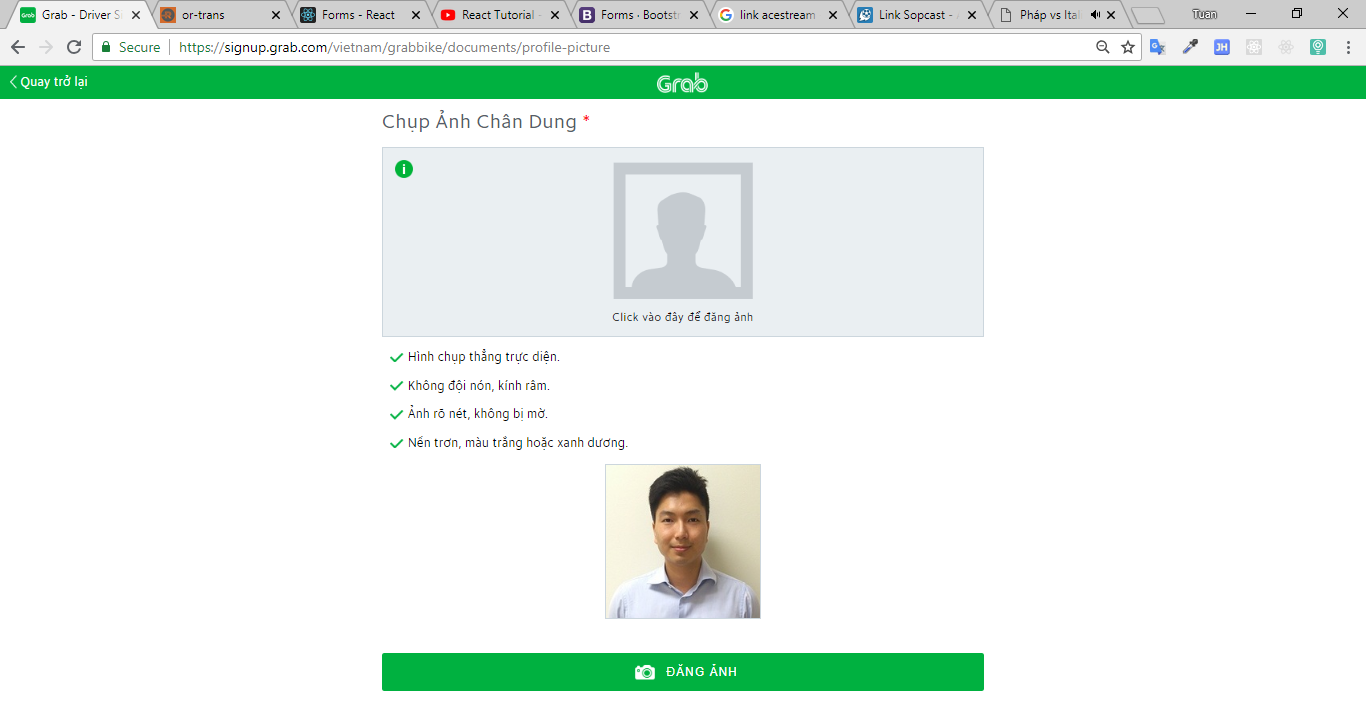 Grab - Driver Si
or-trans
Forms - React
React Tutorial -
Forms · Bootst
link acestream
Link Sopcast -
Pháp vs Ital
Tuan
Secure
https://signup.grab.com/vietnam/grabbike/documents/profile-picture
JH
Quay trở lại
Grab
Chụp Ảnh Chân Dung *
i
Click vào đây để đăng ảnh
Hình chụp thẳng trực diện.
Không đội nón, kính râm.
Ảnh rõ nét, không bị mờ.
Nền trơn, màu trắng hoặc xanh dương.
ĐĂNG ẢNH